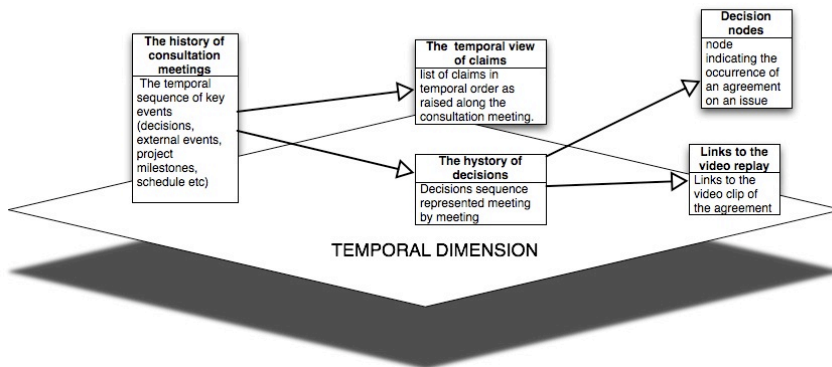 The history of
consultation
meetings
The temporal
sequence of key
events
(decisions,
external events,
project
milestones,
schedule etc)
The temporal view
of claims
list of claims in
temporal order as
raised along the
consultation meeting.
The hystory of
decisions
Decisions sequence
represented meeting
by meeting
Decision
nodes
node
indicating the
occurrence of
an agreement
on an issue
Links to the
video replay
Links to the
video clip of
the agreement
TEMPORAL DIMENSION